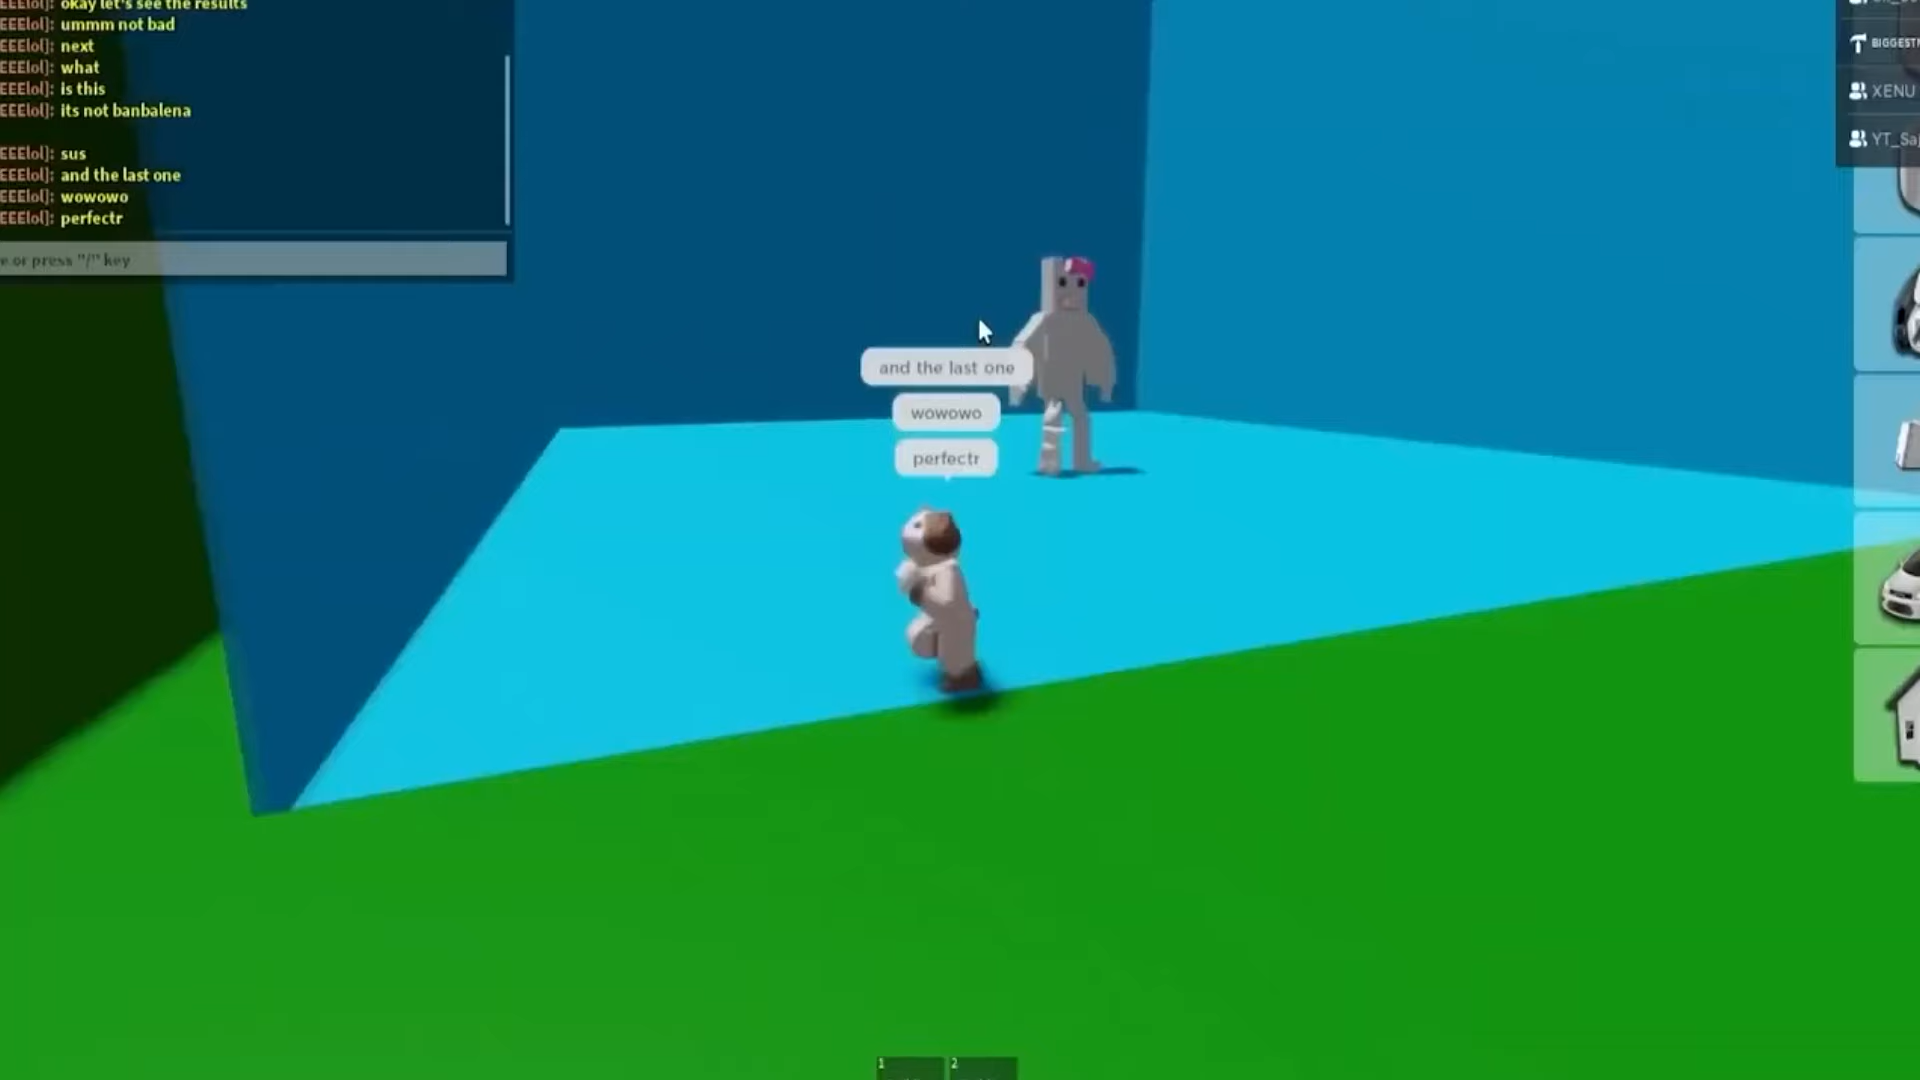 EEElol]: okay let's see the results
EEElol]: ummm not bad
EEElol]: next
EEElol]: what
EEElol]: is this
EEElol]: its not banbalena
EEElol]: sus
EEElol]: and the last one
EEElol]: wowowo
EEElol]: perfectr
e or press "/" key
and the last one
wowowo
perfectr
BIGGEST
XENU
YT_Sa
1
2